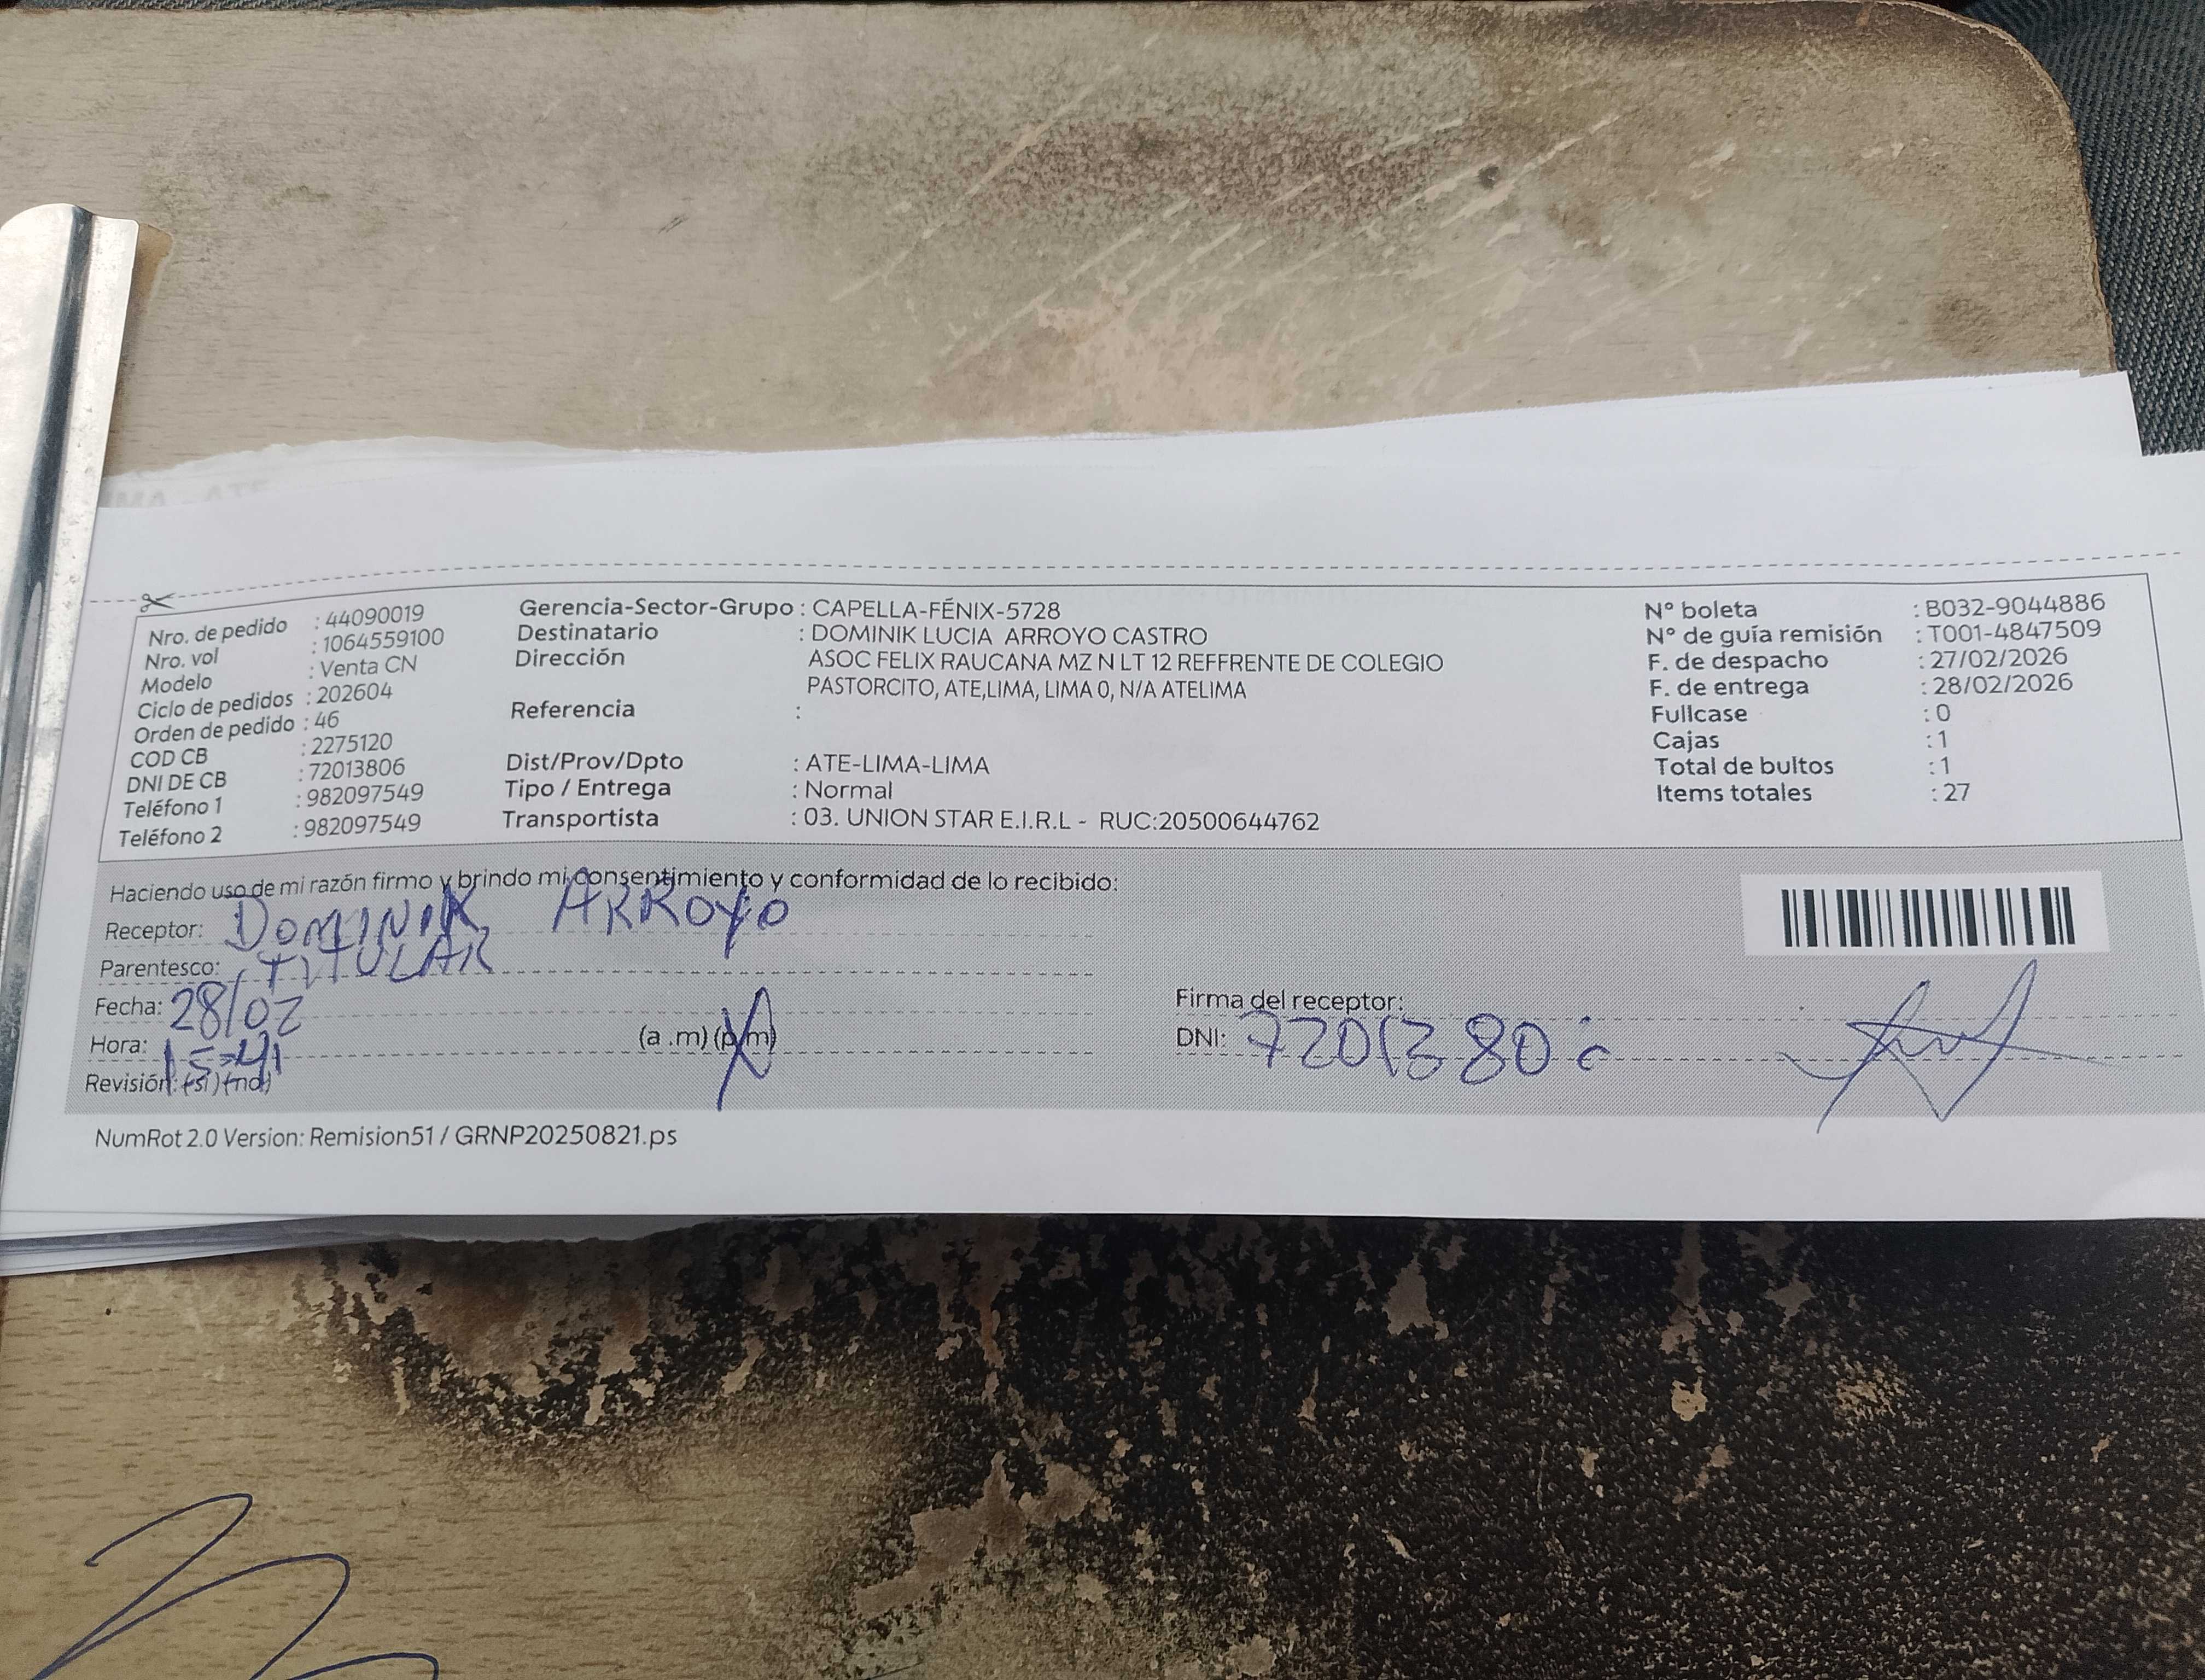 Nro. de pedido : 44090019
Nro. vol : 1064559100
Modelo : Venta CN
Ciclo de pedidos : 202604
Orden de pedido : 46
COD CB : 2275120
DNI DE CB : 72013806
Teléfono 1 : 982097549
Teléfono 2 : 982097549
Gerencia-Sector-Grupo : CAPELLA-FÉNIX-5728
Destinatario : DOMINIK LUCIA ARROYO CASTRO
Dirección ASOC FELIX RAUCANA MZ N LT 12 REFFRENTE DE COLEGIO
PASTORCITO, ATE,LIMA, LIMA 0, N/A ATELIMA
Referencia :
Dist/Prov/Dpto : ATE-LIMA-LIMA
Tipo / Entrega : Normal
Transportista : 03. UNION STAR E.I.R.L - RUC:20500644762
N° boleta : B032-9044886
N° de guía remisión : T001-4847509
F. de despacho : 27/02/2026
F. de entrega : 28/02/2026
Fullcase : 0
Cajas : 1
Total de bultos : 1
Items totales : 27
Haciendo uso de mi razón firmo y brindo mi consentimiento y conformidad de lo recibido:
Receptor: DOMINIK ARROYO
Parentesco: TITULAR
Fecha: 28/02
Hora: 15:41 (a .m) (p.m)
Revisión: (si) (no)
Firma del receptor:
DNI: 7201380
NumRot 2.0 Version: Remision51 / GRNP20250821.ps